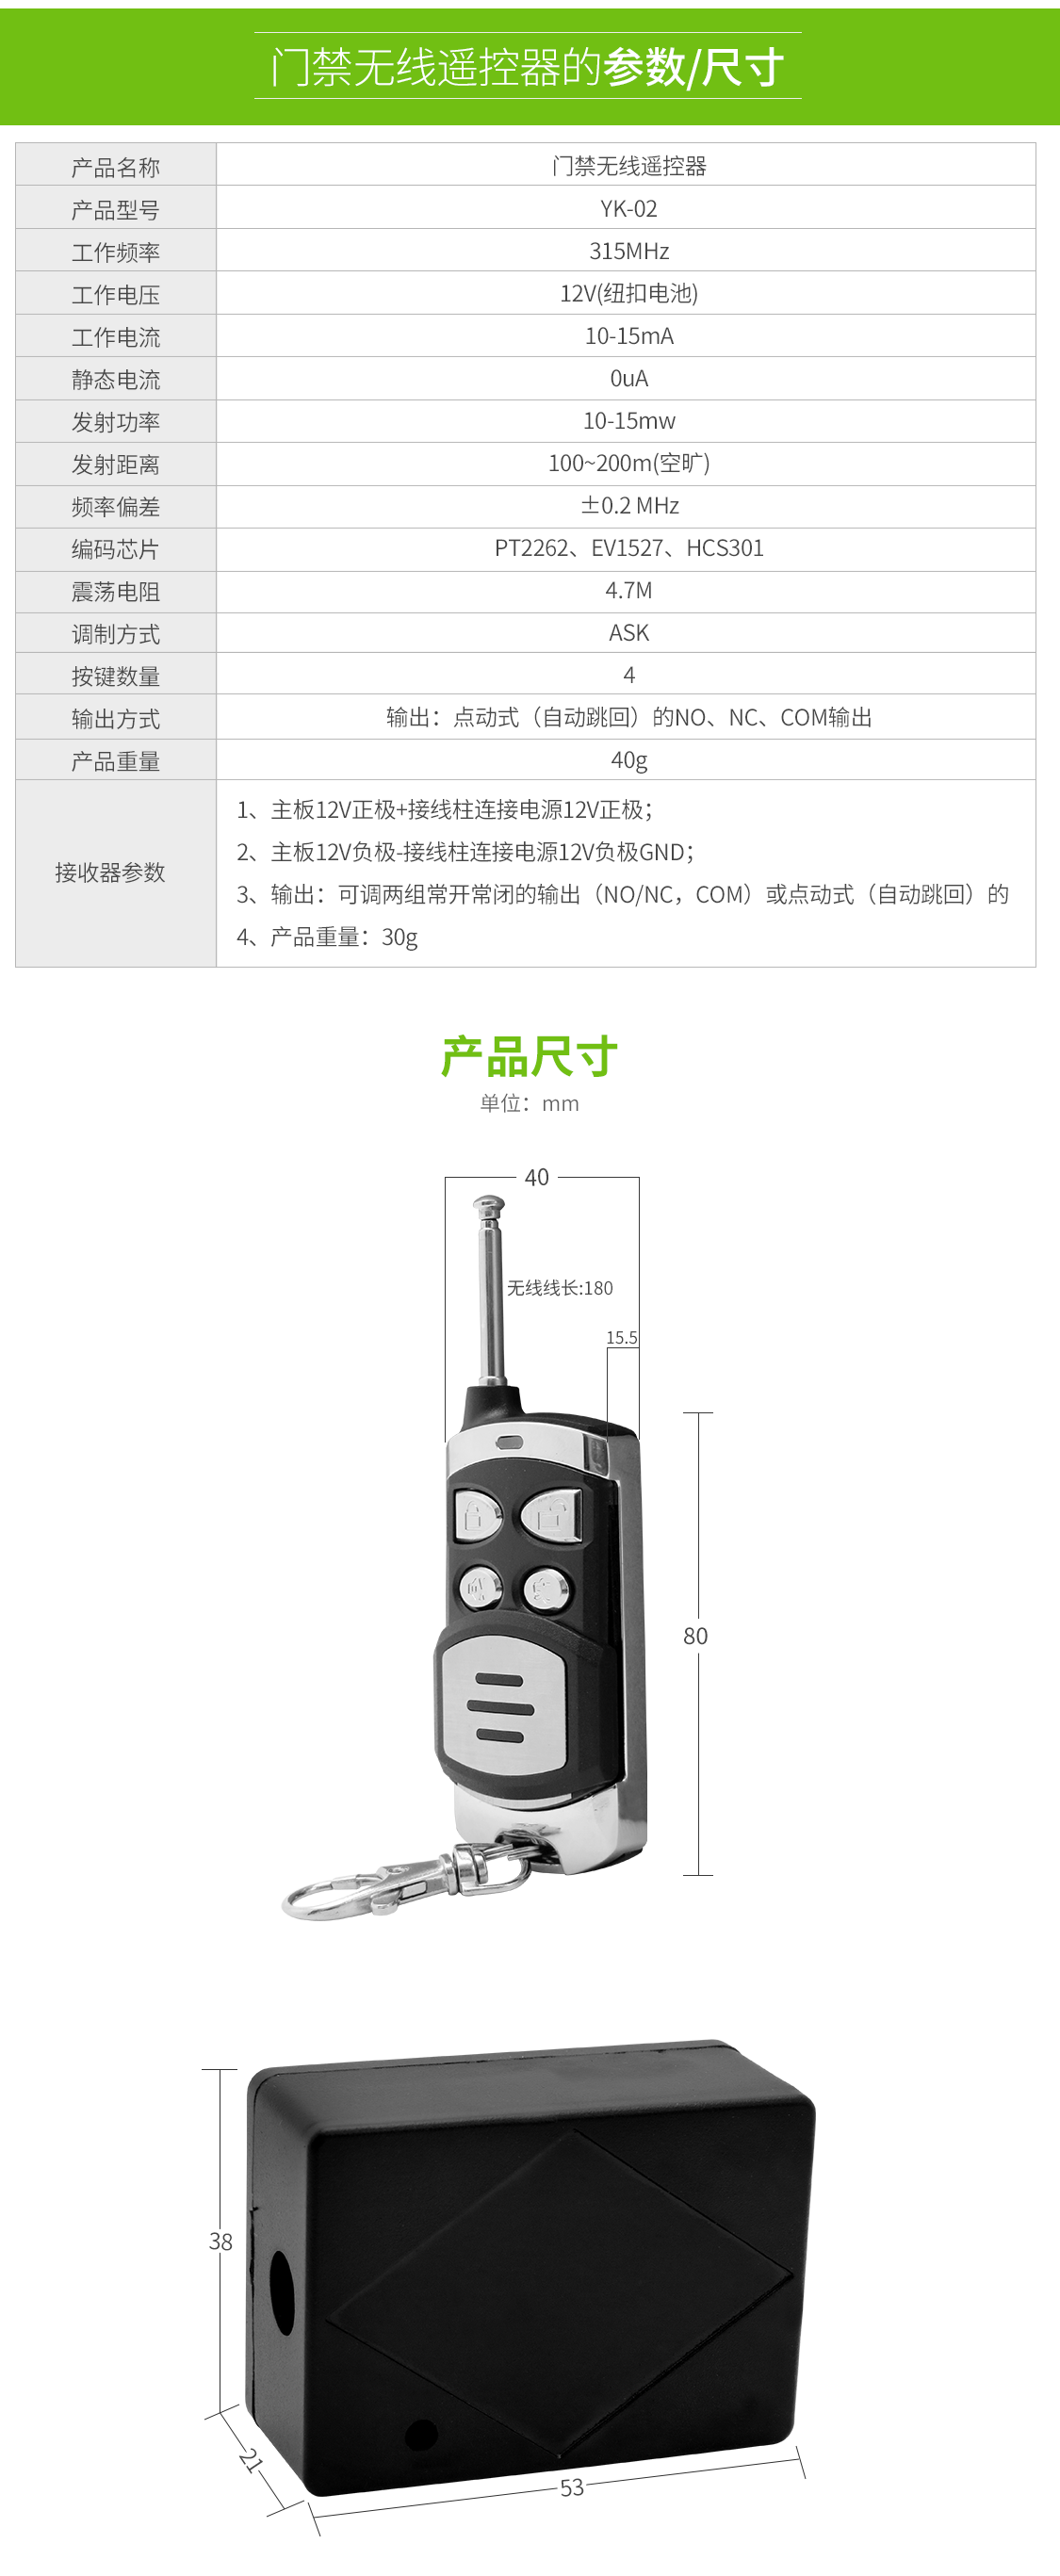 门禁无线遥控器的参数/尺寸
产品名称 门禁无线遥控器
产品型号 YK-02
工作频率 315MHz
工作电压 12V(纽扣电池)
工作电流 10-15mA
静态电流 0uA
发射功率 10-15mw
发射距离 100~200m(空旷)
频率偏差 ±0.2 MHz
编码芯片 PT2262、EV1527、HCS301
震荡电阻 4.7M
调制方式 ASK
按键数量 4
输出方式 输出：点动式（自动跳回）的NO、NC、COM输出
产品重量 40g
接收器参数
1、主板12V正极+接线柱连接电源12V正极；
2、主板12V负极-接线柱连接电源12V负极GND；
3、输出：可调两组常开常闭的输出（NO/NC，COM）或点动式（自动跳回）的
4、产品重量：30g
产品尺寸
单位：mm
40
无线线长:180
15.5
80
38
21
53